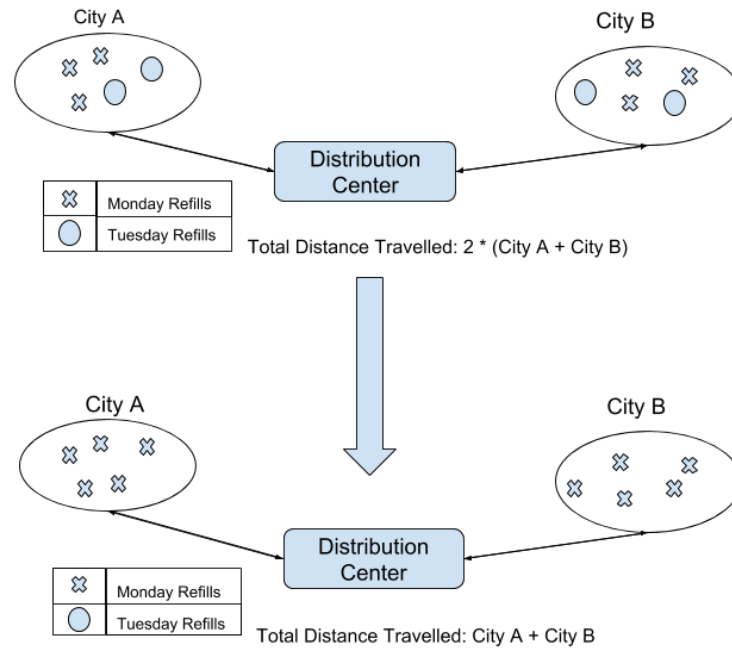 City A
City B
Distribution
Center
Monday Refills
Tuesday Refills
Total Distance Travelled: 2 * (City A + City B)
City A
City B
Distribution
Center
Monday Refills
Tuesday Refills
Total Distance Travelled: City A + City B